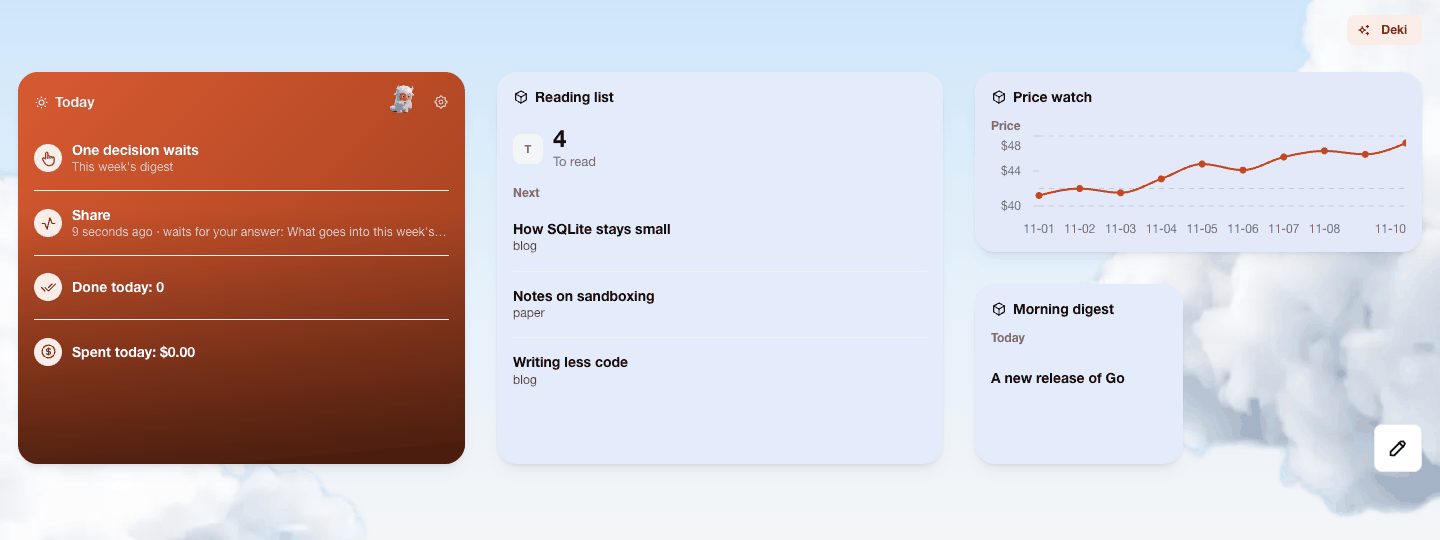 Deki
Today
One decision waits
This week's digest
Share
9 seconds ago · waits for your answer: What goes into this week's...
Done today: 0
Spent today: $0.00
Reading list
T
4
To read
Next
How SQLite stays small
blog
Notes on sandboxing
paper
Writing less code
blog
Price watch
Price
$48
$44
$40
11-01 11-02 11-03 11-04 11-05 11-06 11-07 11-08 11-10
Morning digest
Today
A new release of Go